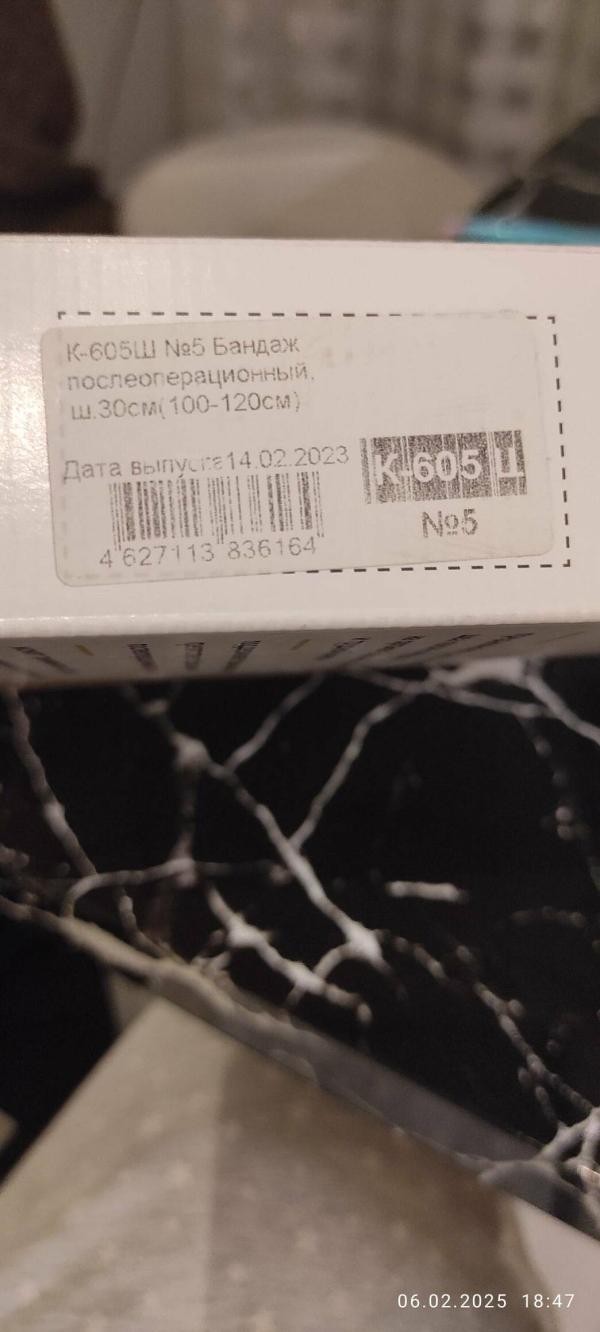 К-605Ш №5 Бандаж
послеоперационный,
ш.30см(100-120см)
Дата выпуска14.02.2023
К-605 Ш
№5
4 627113 836164
06.02.2025 18:47